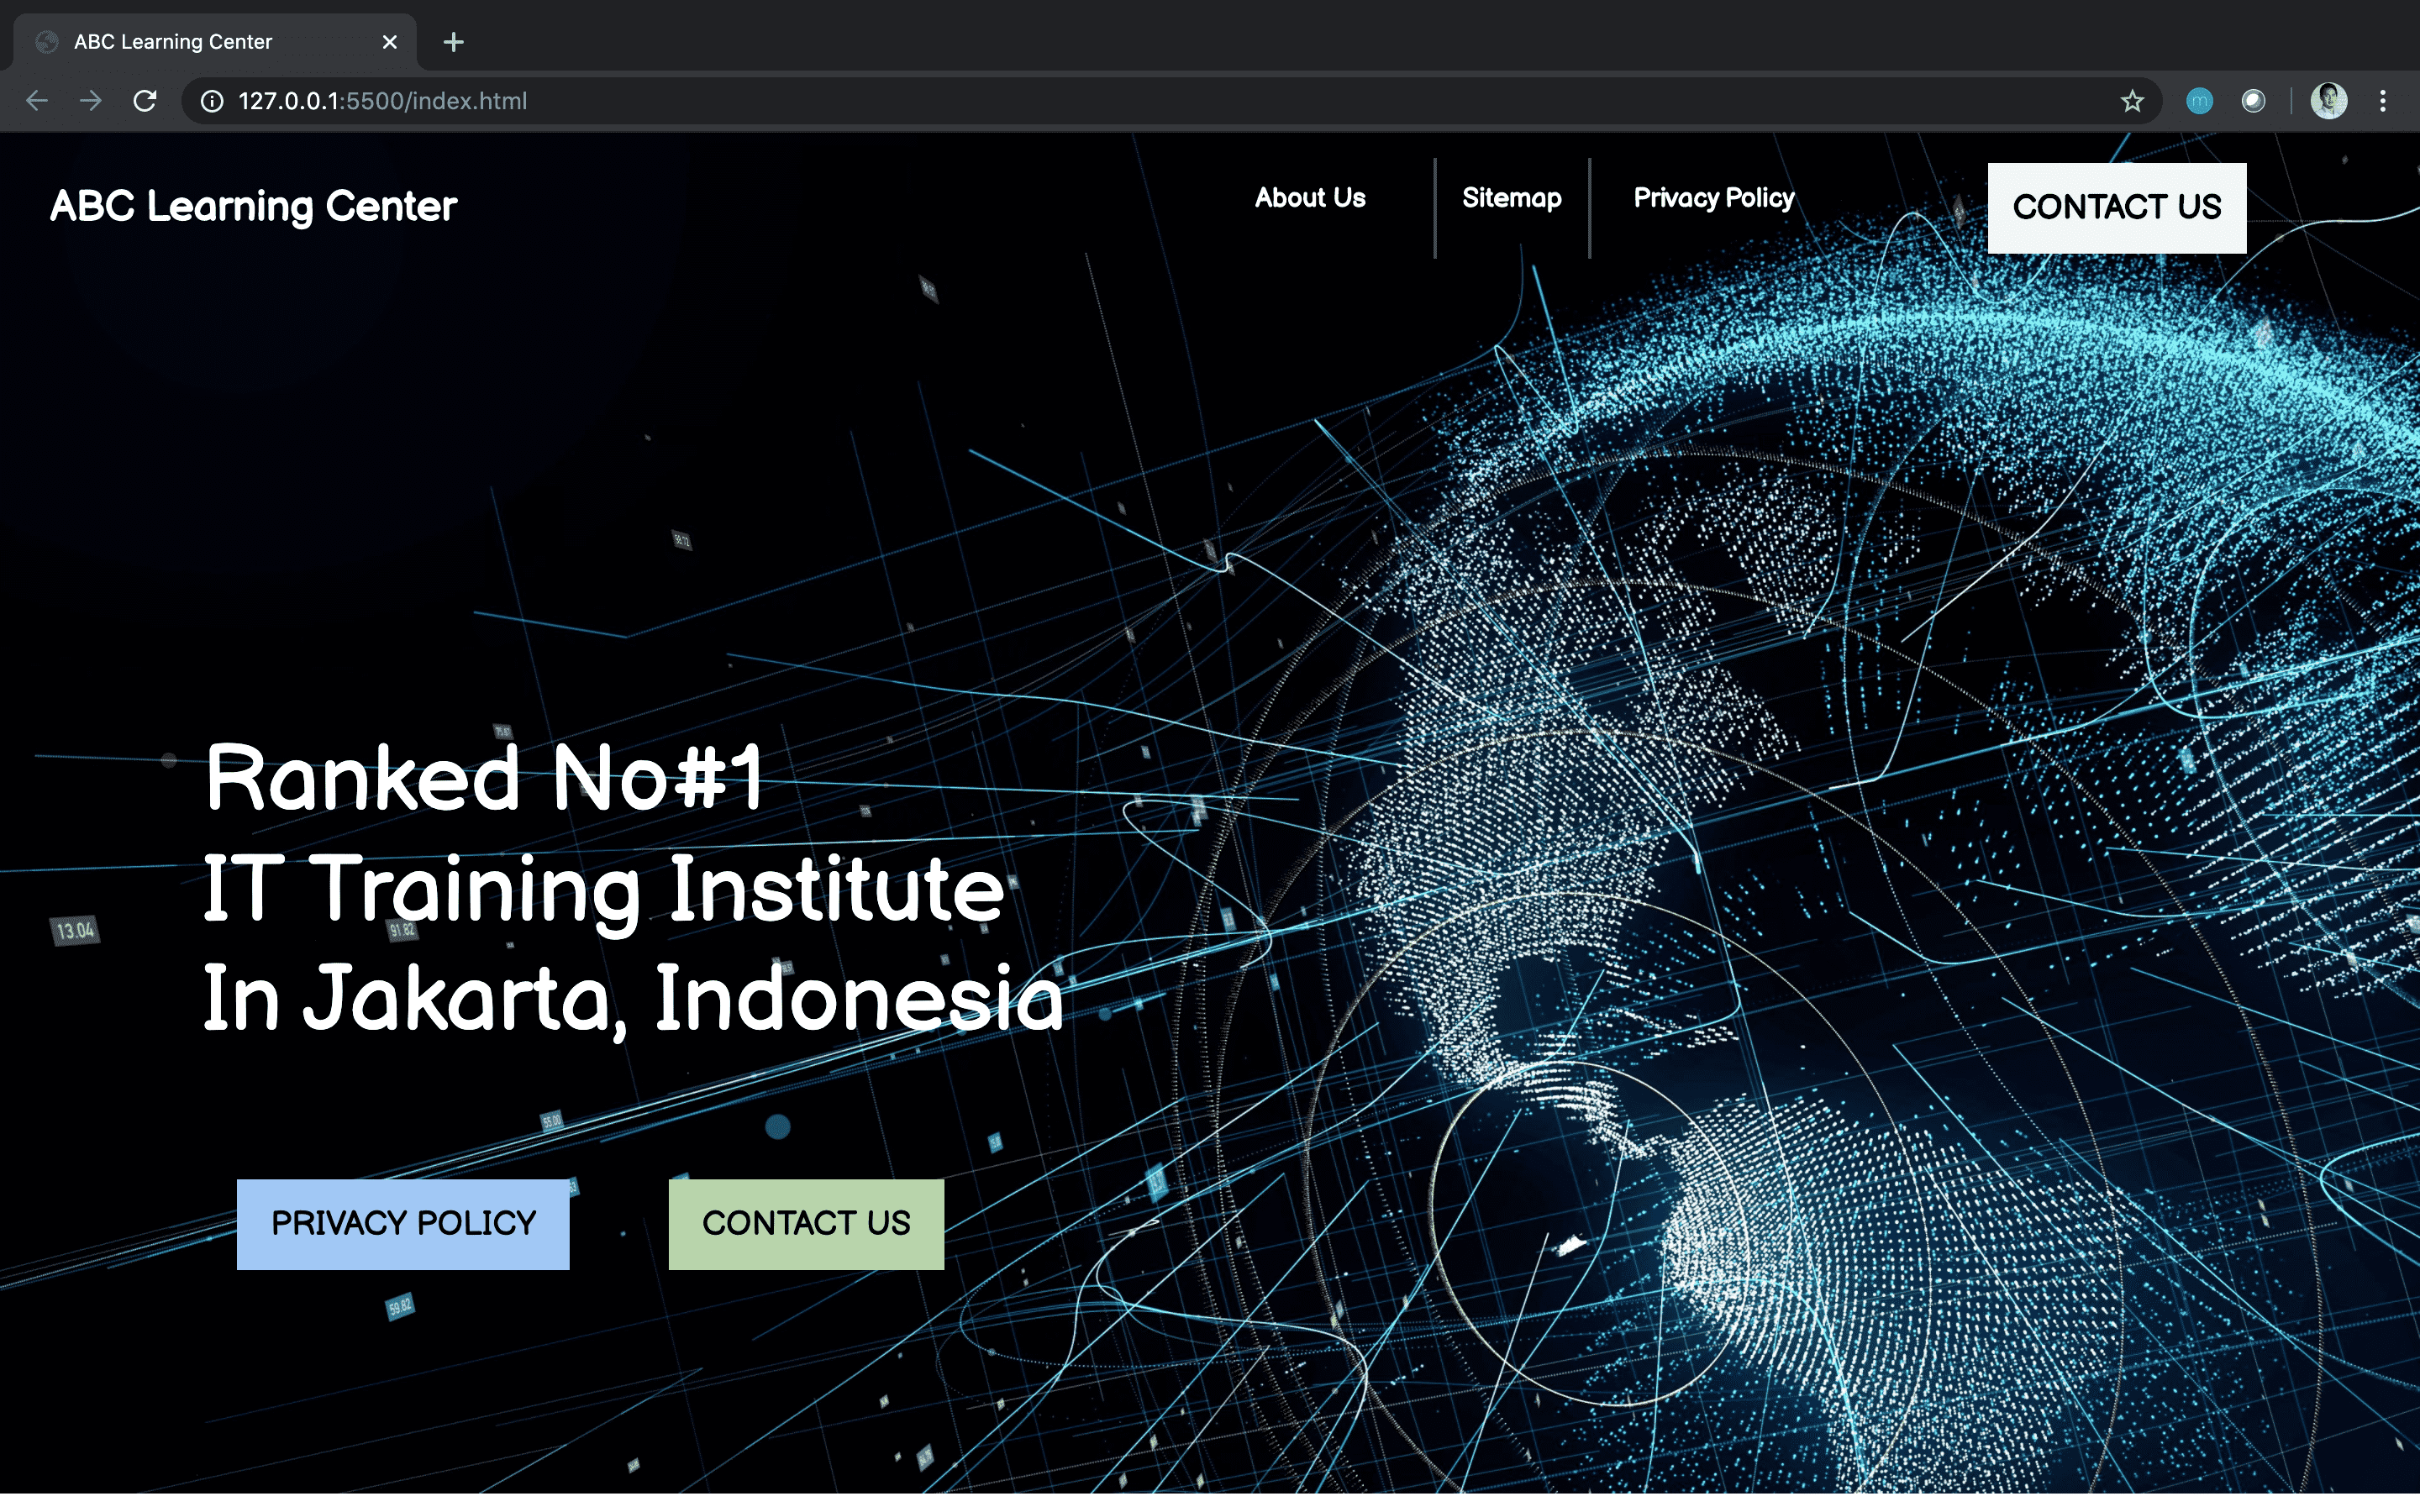 ABC Learning Center
127.0.0.1:5500/index.html
ABC Learning Center
About Us
Sitemap
Privacy Policy
CONTACT US
Ranked No#1
IT Training Institute
In Jakarta, Indonesia
13.04
91.82
55.00
PRIVACY POLICY
CONTACT US
59.82